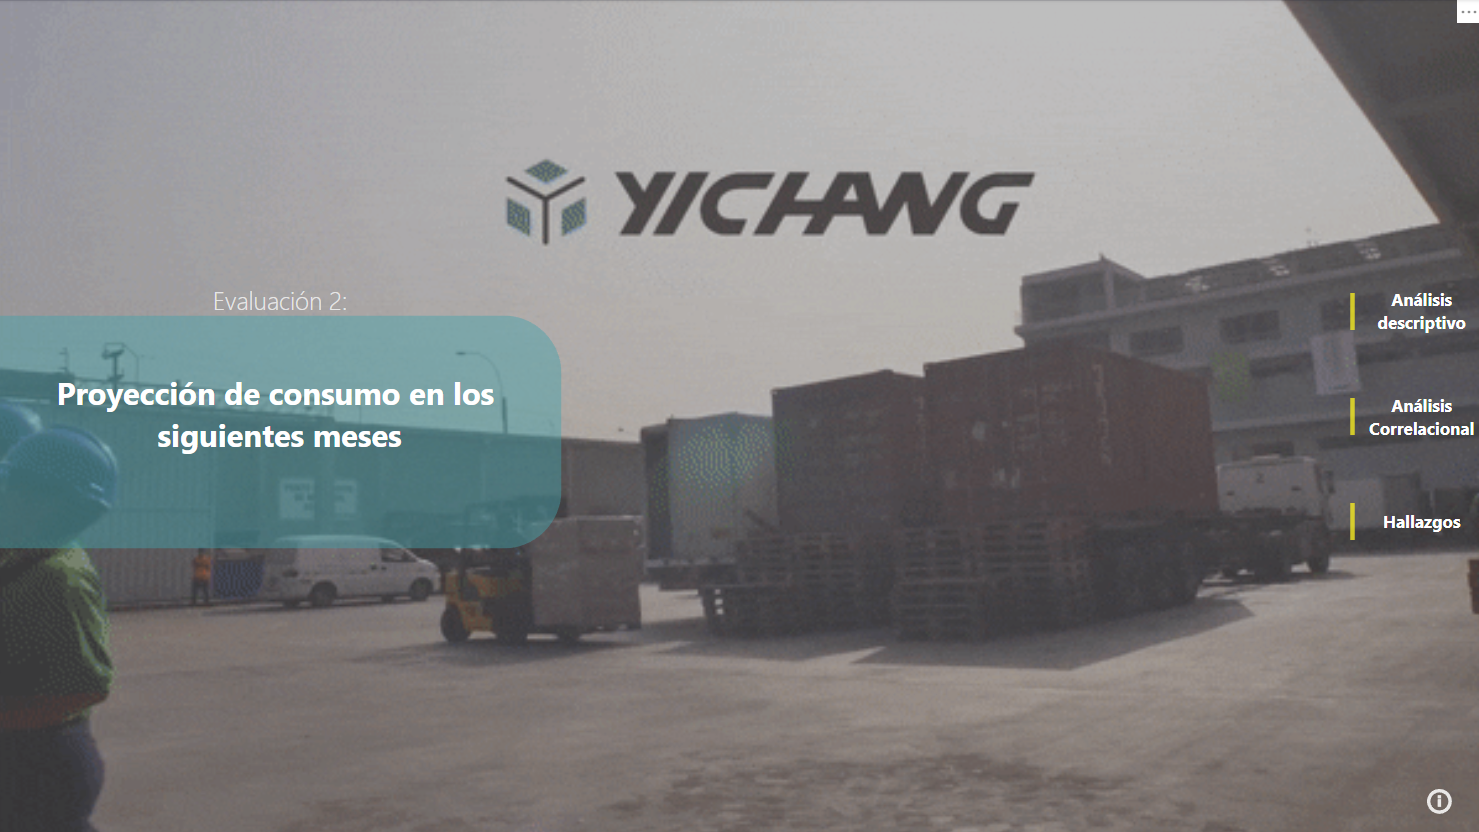 YICHANG
Evaluación 2:
Proyección de consumo en los
siguientes meses
Análisis
descriptivo
Análisis
Correlacional
Hallazgos